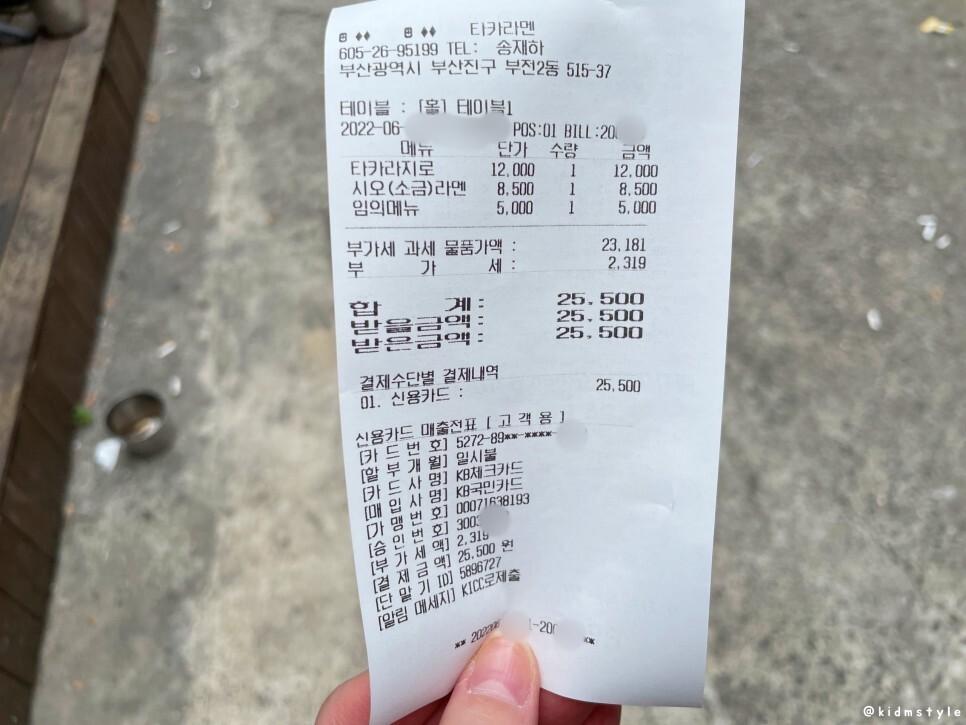 타카라멘
605-26-95199 TEL: 송재하
부산광역시 부산진구 부전2동 515-37
테이블 : [홀] 테이블1
2022-06- POS:01 BILL:20
메뉴 단가 수량 금액
타카라지로 12,000 1 12,000
시오(소금)라멘 8,500 1 8,500
임의메뉴 5,000 1 5,000
부가세 과세 물품가액 : 23,181
부 가 세 : 2,319
합 계 : 25,500
받을금액 : 25,500
받은금액 : 25,500
결제수단별 결제내역
01. 신용카드 : 25,500
신용카드 매출전표 [ 고 객 용 ]
[카 드 번 호] 5272-89**-****-
[할 부 개 월] 일시불
[카 드 사 명] KB체크카드
[매 입 사 명] KB국민카드
[가 맹 번 호] 00071638193
[승 인 번 호] 3003
[부 가 세 액] 2,319
[결 제 금 액] 25,500 원
[단 말 기 ID] 5896727
[알림 메세지] KICC로제출
** 202206 1-20 **
@kidmstyle